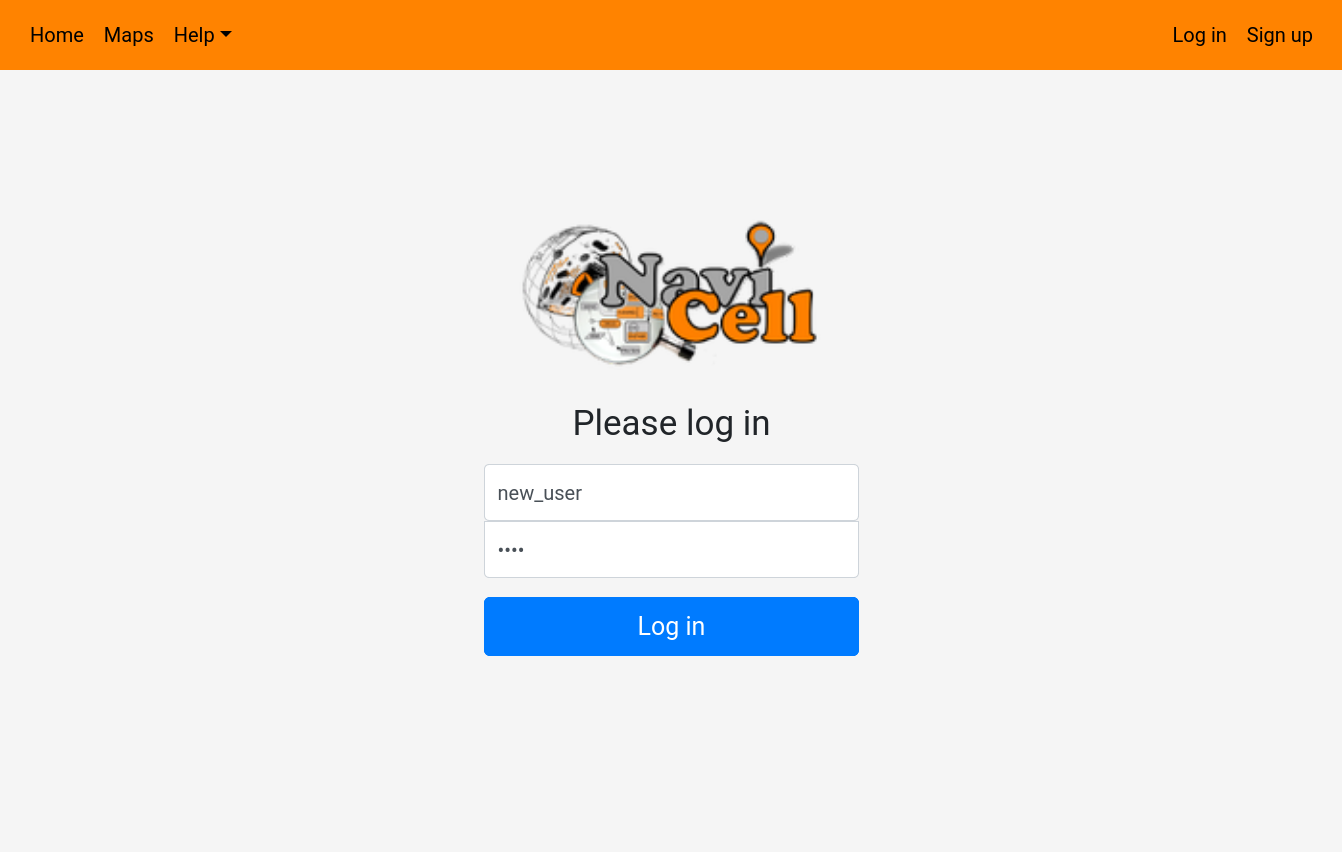 Home Maps Help
Log in Sign up
Navi
Cell
Please log in
new_user
••••
Log in